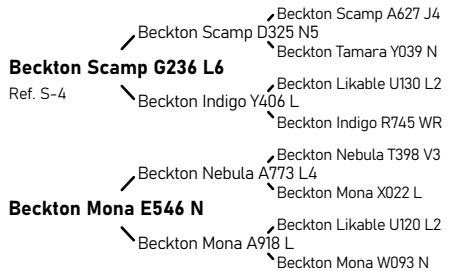 Beckton Scamp A627 J4
Beckton Scamp D325 N5
Beckton Tamara Y039 N
Beckton Scamp G236 L6
Ref. S-4
Beckton Likable U130 L2
Beckton Indigo Y406 L
Beckton Indigo R745 WR
Beckton Nebula T398 V3
Beckton Nebula A773 L4
Beckton Mona X022 L
Beckton Mona E546 N
Beckton Likable U120 L2
Beckton Mona A918 L
Beckton Mona W093 N